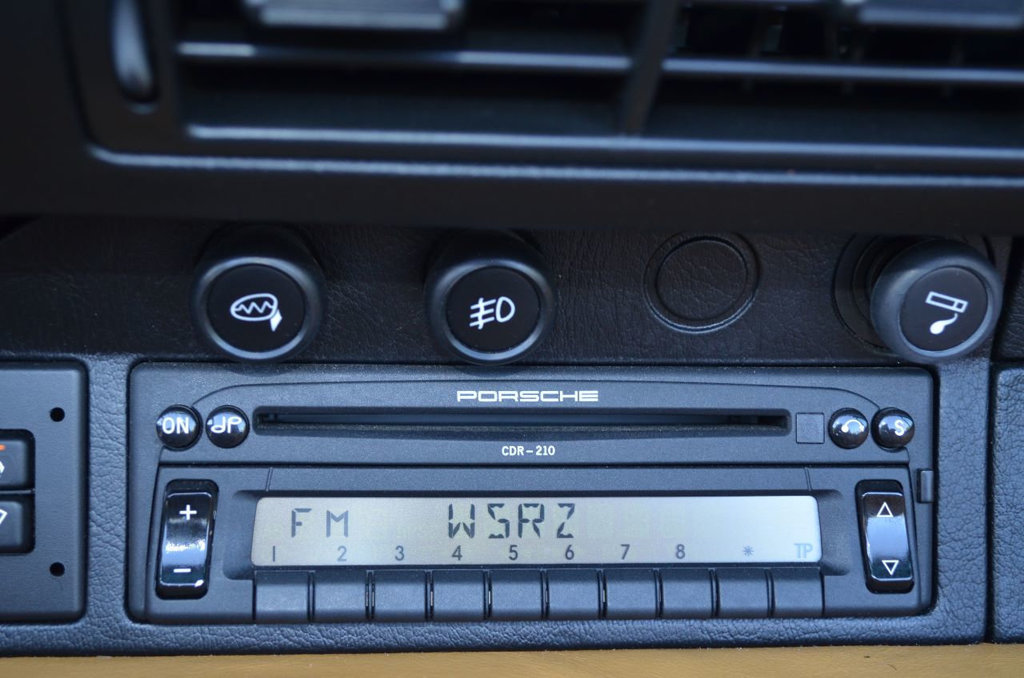 PORSCHE
ON
S
CDR-210
+
FM WSRZ
1 2 3 4 5 6 7 8 * TP
−